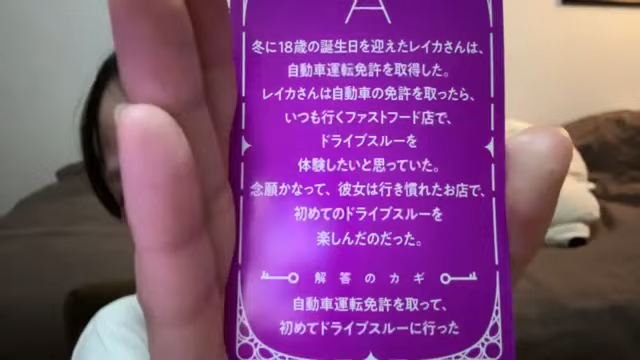 A
冬に18歳の誕生日を迎えたレイカさんは、
自動車運転免許を取得した。
レイカさんは自動車の免許を取ったら、
いつも行くファストフード店で、
ドライブスルーを
体験したいと思っていた。
念願かなって、彼女は行き慣れたお店で、
初めてのドライブスルーを
楽しんだのだった。
解答のカギ
自動車運転免許を取って、
初めてドライブスルーに行った